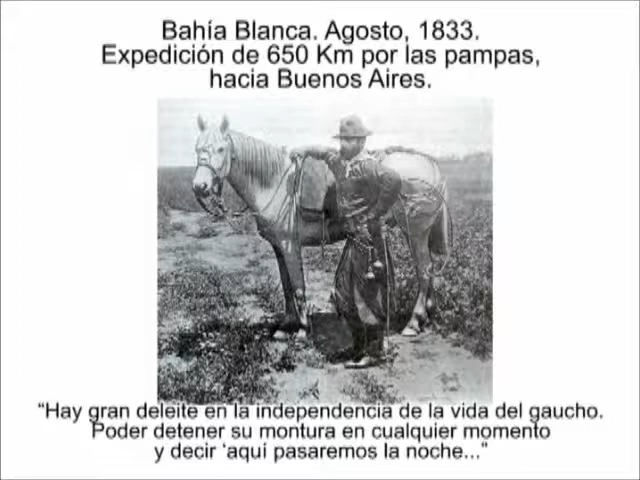 Bahía Blanca. Agosto, 1833.
Expedición de 650 Km por las pampas,
hacia Buenos Aires.
“Hay gran deleite en la independencia de la vida del gaucho.
Poder detener su montura en cualquier momento
y decir ‘aquí pasaremos la noche...”